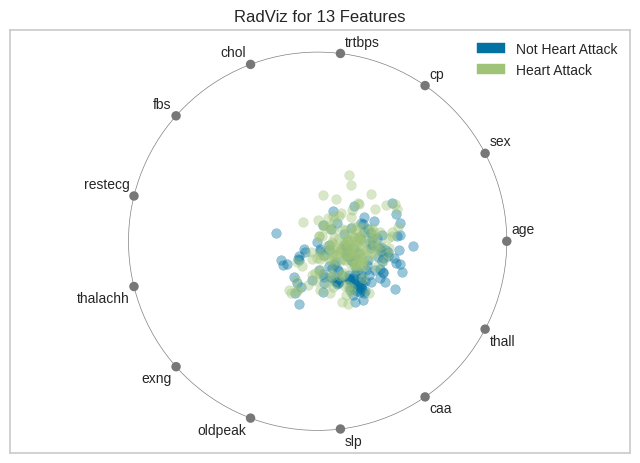 RadViz for 13 Features
Not Heart Attack
Heart Attack
trtbps
chol
cp
fbs
sex
restecg
age
thalachh
thall
exng
caa
oldpeak
slp